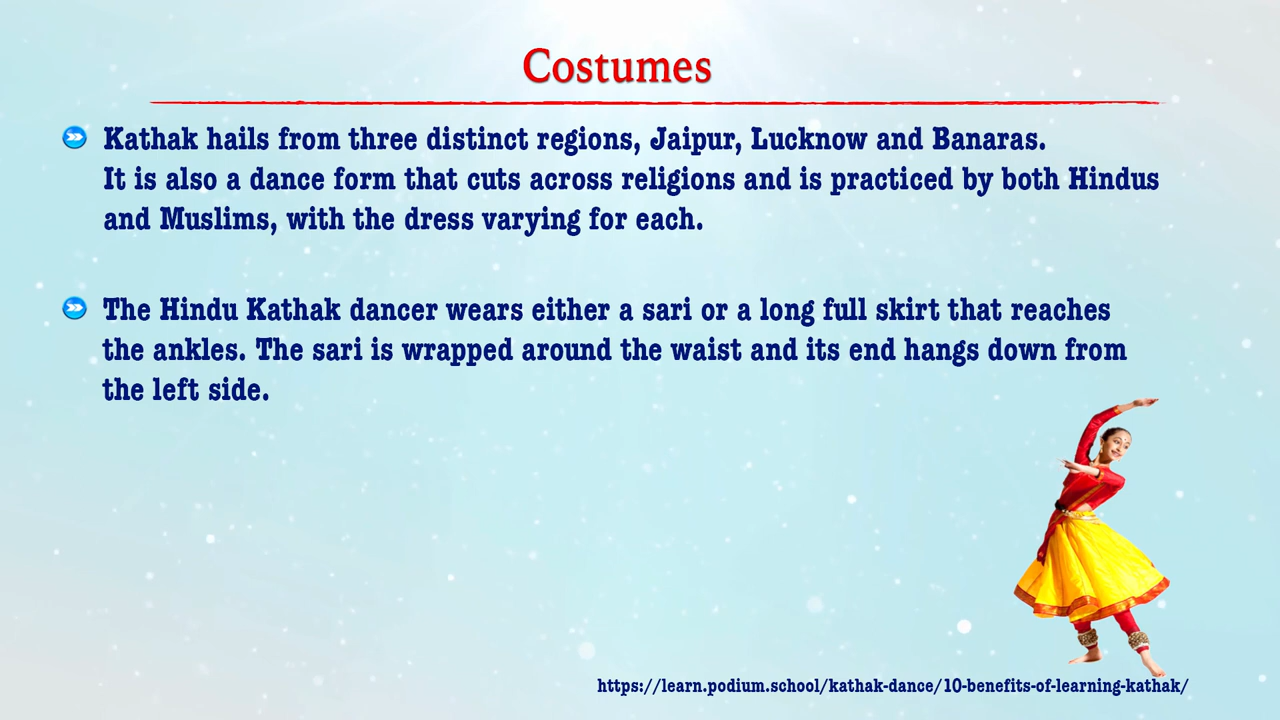 Costumes
Kathak hails from three distinct regions, Jaipur, Lucknow and Banaras.
It is also a dance form that cuts across religions and is practiced by both Hindus
and Muslims, with the dress varying for each.
The Hindu Kathak dancer wears either a sari or a long full skirt that reaches
the ankles. The sari is wrapped around the waist and its end hangs down from
the left side.
https://learn.podium.school/kathak-dance/10-benefits-of-learning-kathak/